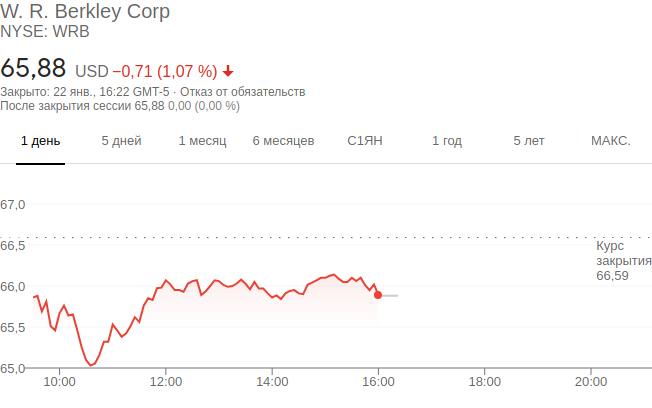 W. R. Berkley Corp
NYSE: WRB
65,88 USD −0,71 (1,07 %)
Закрыто: 22 янв., 16:22 GMT-5 · Отказ от обязательств
После закрытия сессии 65,88 0,00 (0,00 %)
1 день 5 дней 1 месяц 6 месяцев С1ЯН 1 год 5 лет МАКС.
67,0
66,5
66,0
65,5
65,0
Курс
закрытия
66,59
10:00 12:00 14:00 16:00 18:00 20:00